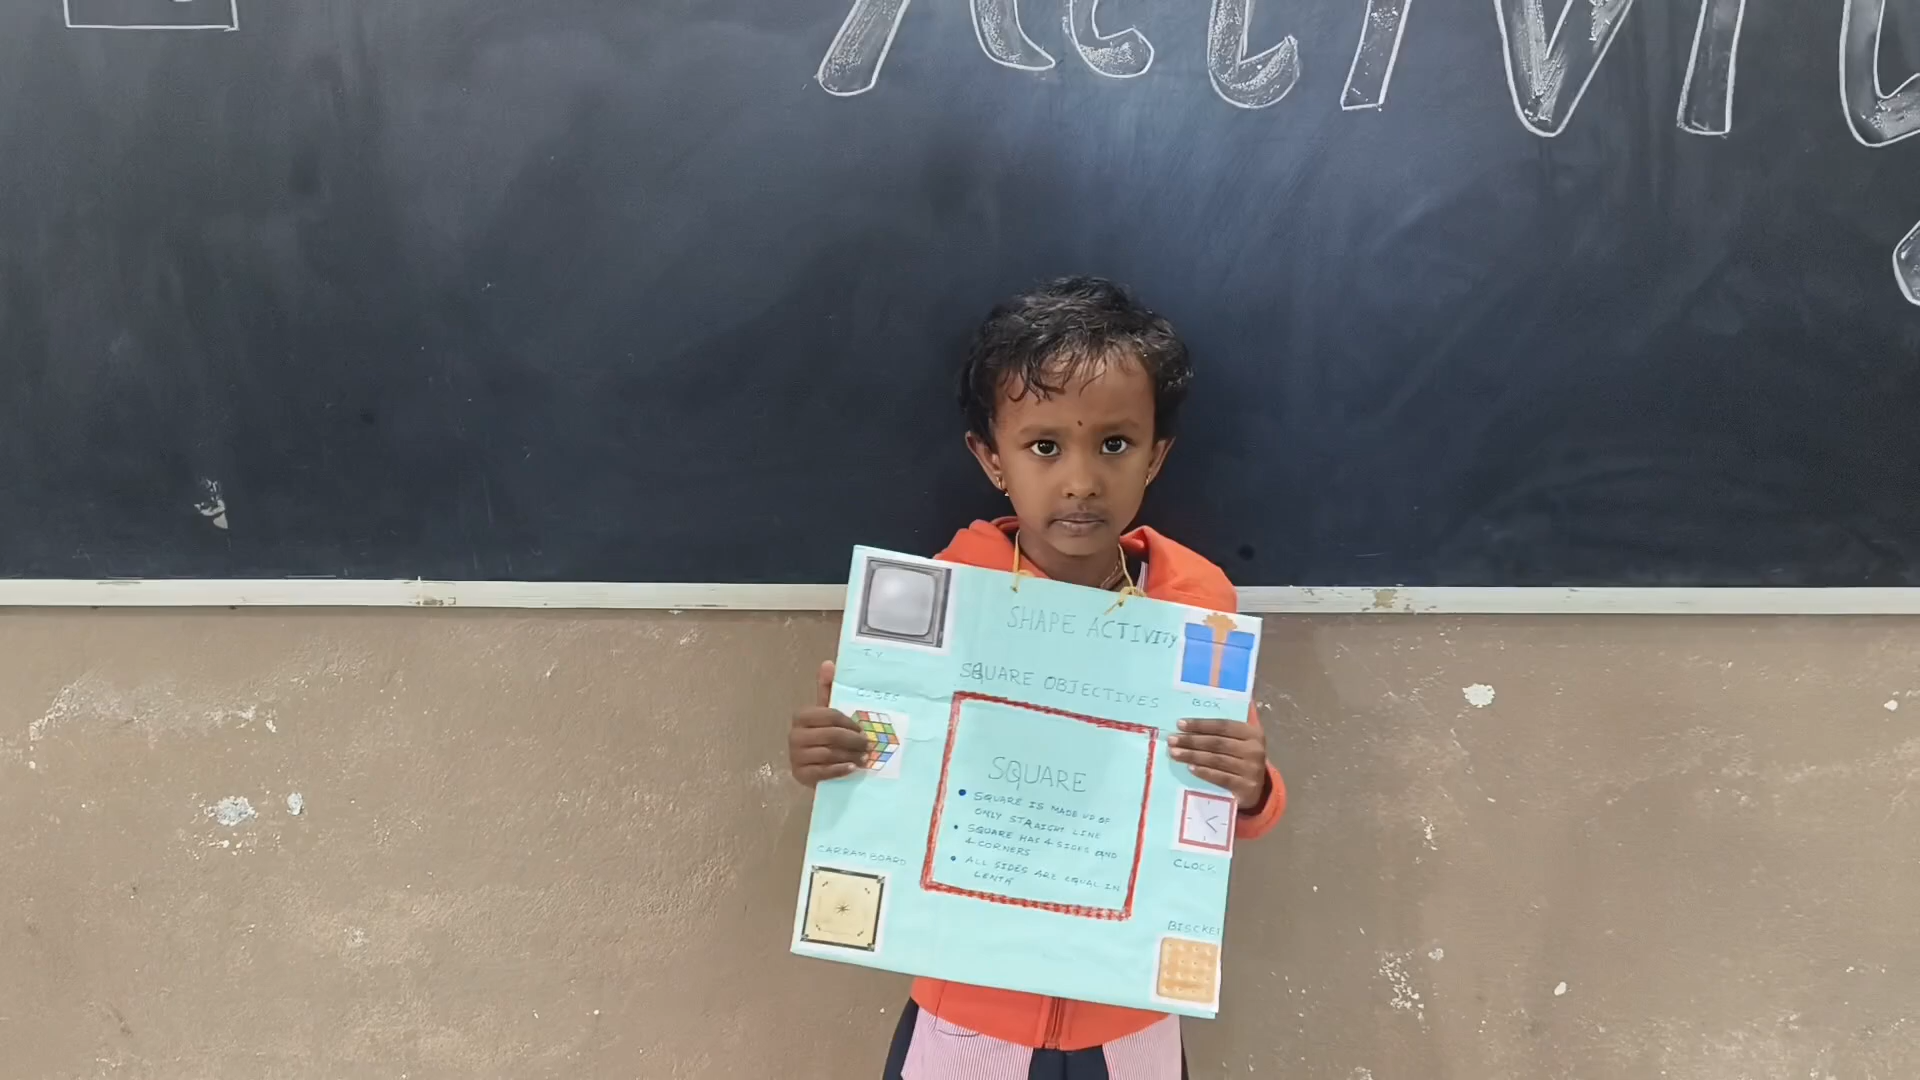 ACTIVITY
SHAPE ACTIVITY
T.V
SQUARE OBJECTIVES
BOX
CUBES
SQUARE
SQUARE IS MADE UP OF
ONLY STRAIGHT LINE
SQUARE HAS 4 SIDES AND
4 CORNERS
ALL SIDES ARE EQUAL IN
LENTH
CARRAM BOARD
CLOCK
BISCKET